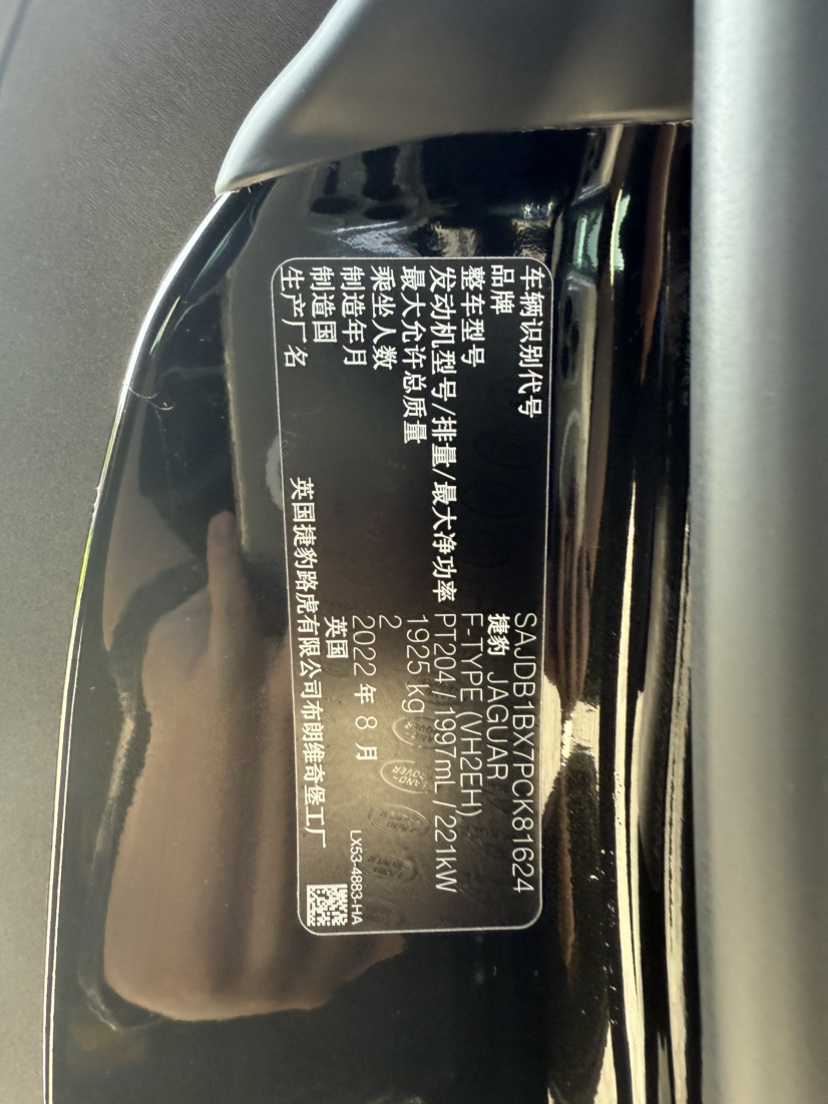 车辆识别代号 SAJDB1BX7PCK81624
品牌 捷豹 JAGUAR
整车型号 F-TYPE (VH2EH)
发动机型号/排量/最大净功率 PT204 / 1997mL / 221kW
最大允许总质量 1925 kg
乘坐人数 2
制造年月 2022 年 8 月
制造国 英国
生产厂名 英国捷豹路虎有限公司布朗维奇堡工厂
LX53-4883-HA
LAND ROVER